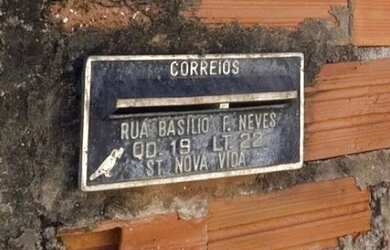 CORREIOS
RUA BASÍLIO F. NEVES
QD. 19 LT. 22
ST. NOVA VIDA